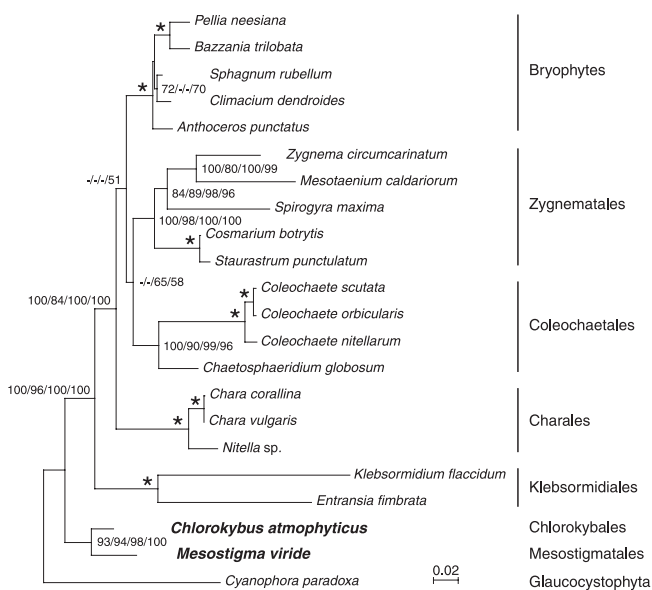 Pellia neesiana
*
Bazzania trilobata
Bryophytes
Sphagnum rubellum
*
72/-/-/70
Climacium dendroides
Anthoceros punctatus
Zygnema circumcarinatum
100/80/100/99
-/-/-/51
Mesotaenium caldariorum
84/89/98/96
Zygnematales
Spirogyra maxima
100/98/100/100
Cosmarium botrytis
*
Staurastrum punctulatum
-/-/65/58
Coleochaete scutata
*
100/84/100/100
Coleochaete orbicularis
*
Coleochaetales
Coleochaete nitellarum
100/90/99/96
Chaetosphaeridium globosum
100/96/100/100
Chara corallina
*
Chara vulgaris
*
Charales
Nitella sp.
Klebsormidium flaccidum
*
Klebsormidiales
Entransia fimbrata
Chlorokybus atmophyticus
Chlorokybales
93/94/98/100
Mesostigma viride
Mesostigmatales
0.02
Cyanophora paradoxa
Glaucocystophyta